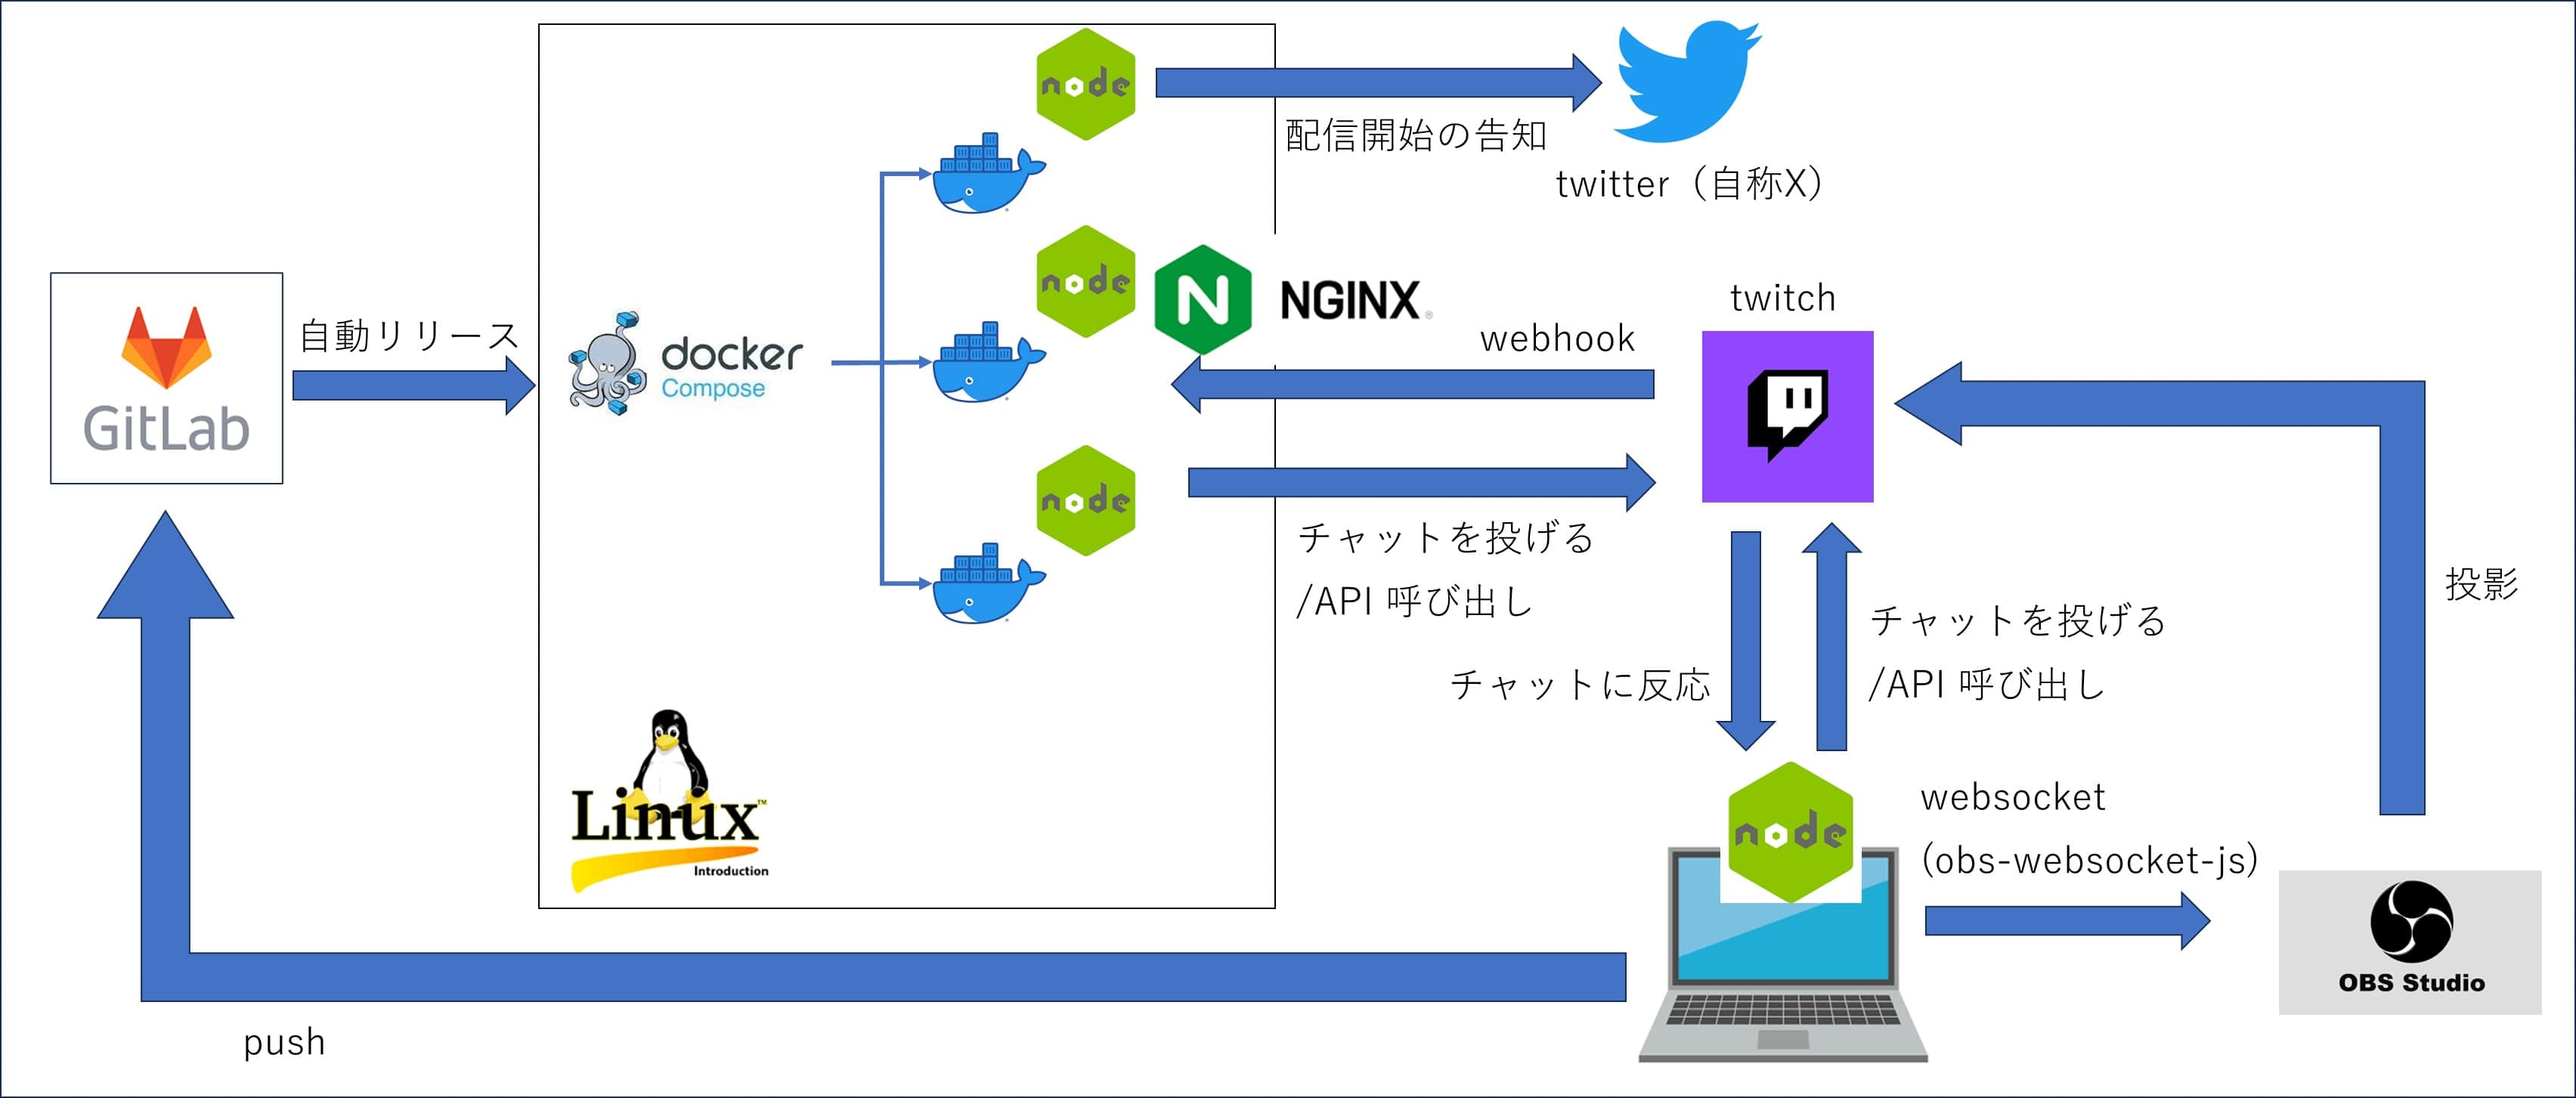 node
配信開始の告知
twitter（自称X）
node
NGINX®
twitch
webhook
自動リリース
docker
Compose
GitLab
node
チャットを投げる
/API 呼び出し
投影
チャットを投げる
/API 呼び出し
チャットに反応
Linux™
Introduction
node
websocket
(obs-websocket-js)
OBS Studio
push